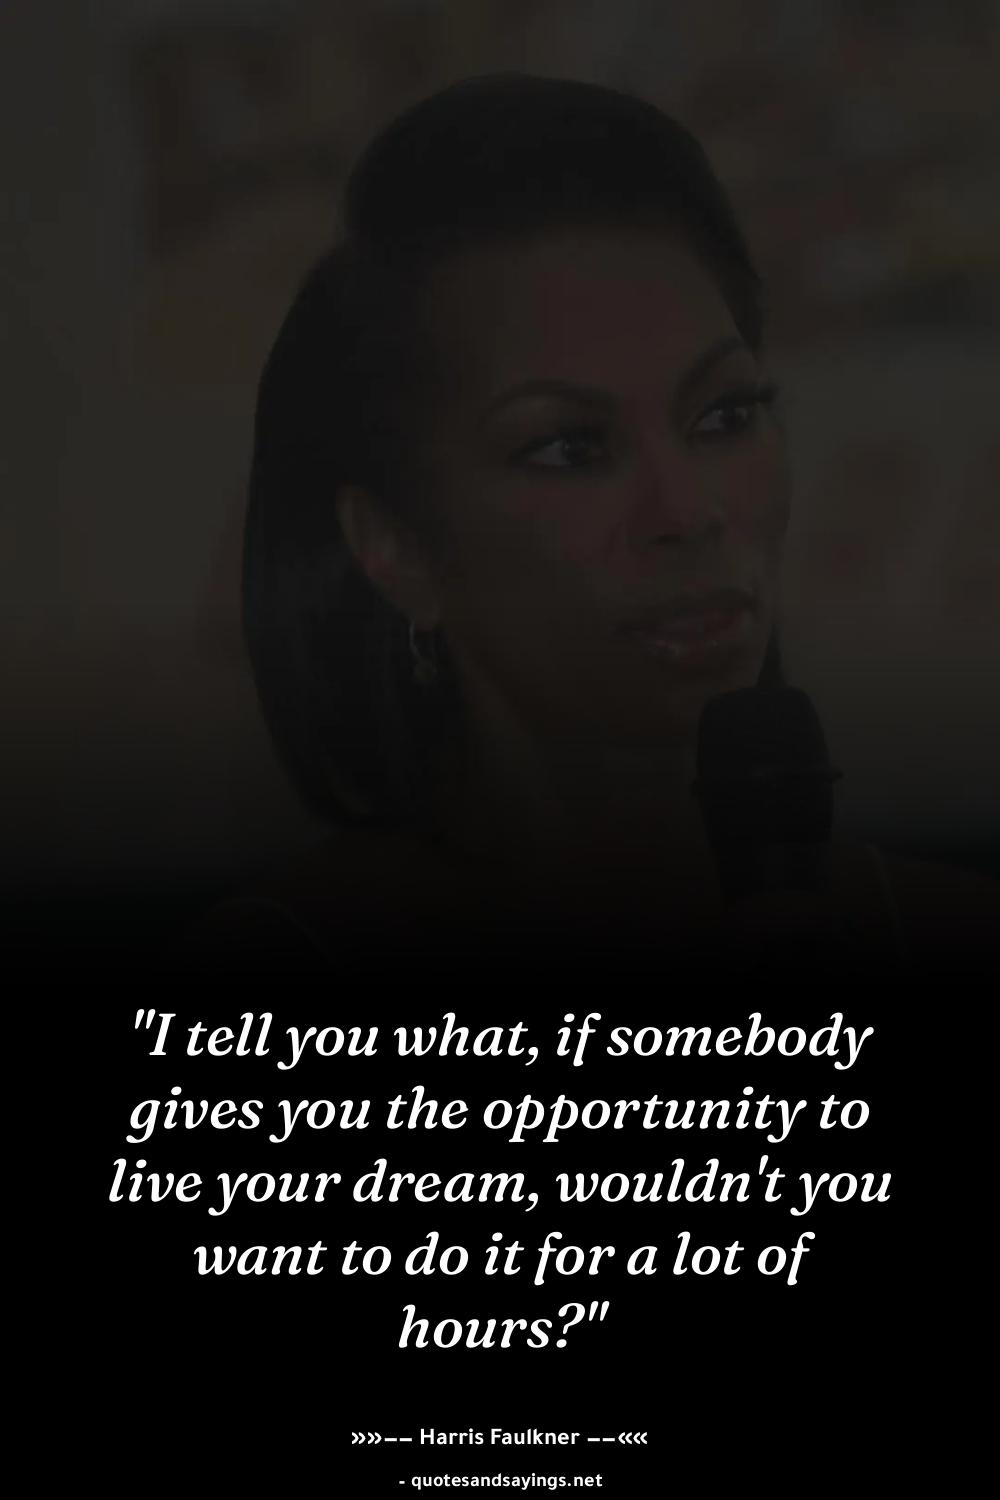 "I tell you what, if somebody
gives you the opportunity to
live your dream, wouldn't you
want to do it for a lot of
hours?"
»»−− Harris Faulkner −−««
- quotesandsayings.net